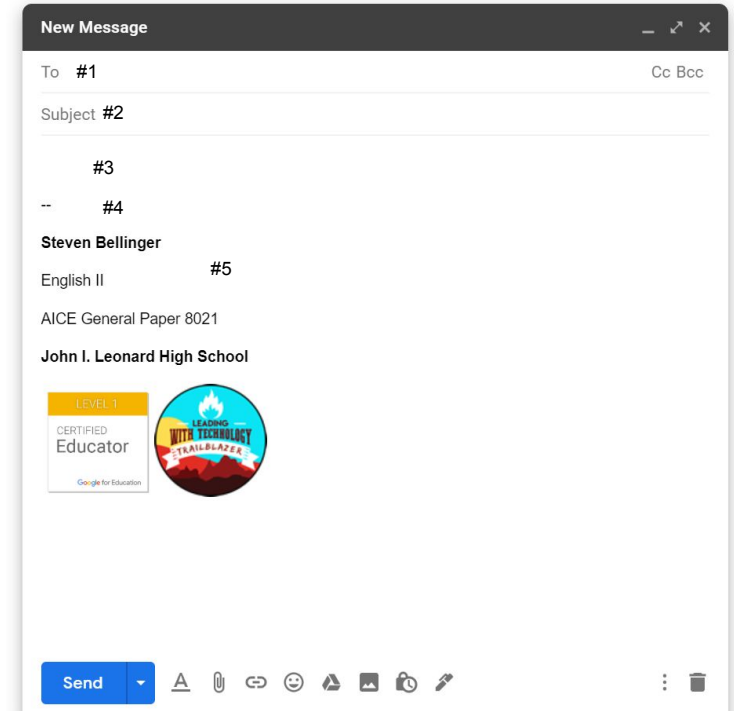 New Message
To #1 Cc Bcc
Subject #2
#3
-- #4
Steven Bellinger
#5
English II
AICE General Paper 8021
John I. Leonard High School
LEVEL 1
CERTIFIED
Educator
Google for Education
LEADING
WITH TECHNOLOGY
TRAILBLAZER
Send